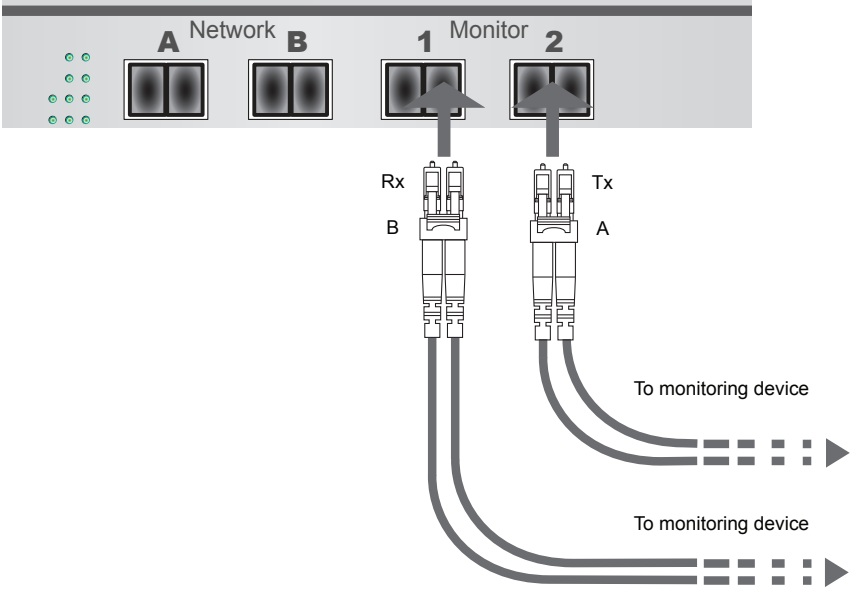 Network Monitor
A B 1 2
Rx Tx
B A
To monitoring device
To monitoring device